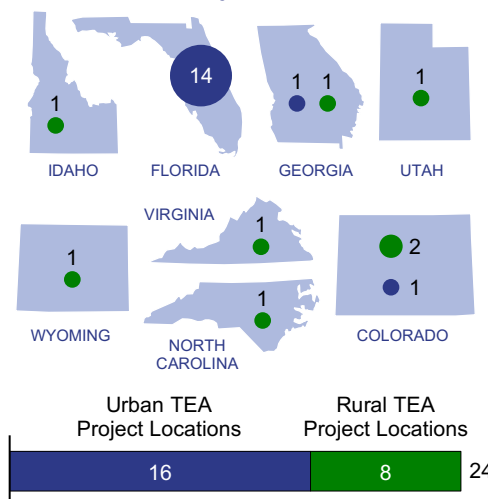 1
14
1 1
1
IDAHO
FLORIDA
GEORGIA
UTAH
VIRGINIA
1
1
2
1
1
WYOMING
NORTH
CAROLINA
COLORADO
Urban TEA
Project Locations
Rural TEA
Project Locations
16
8
24